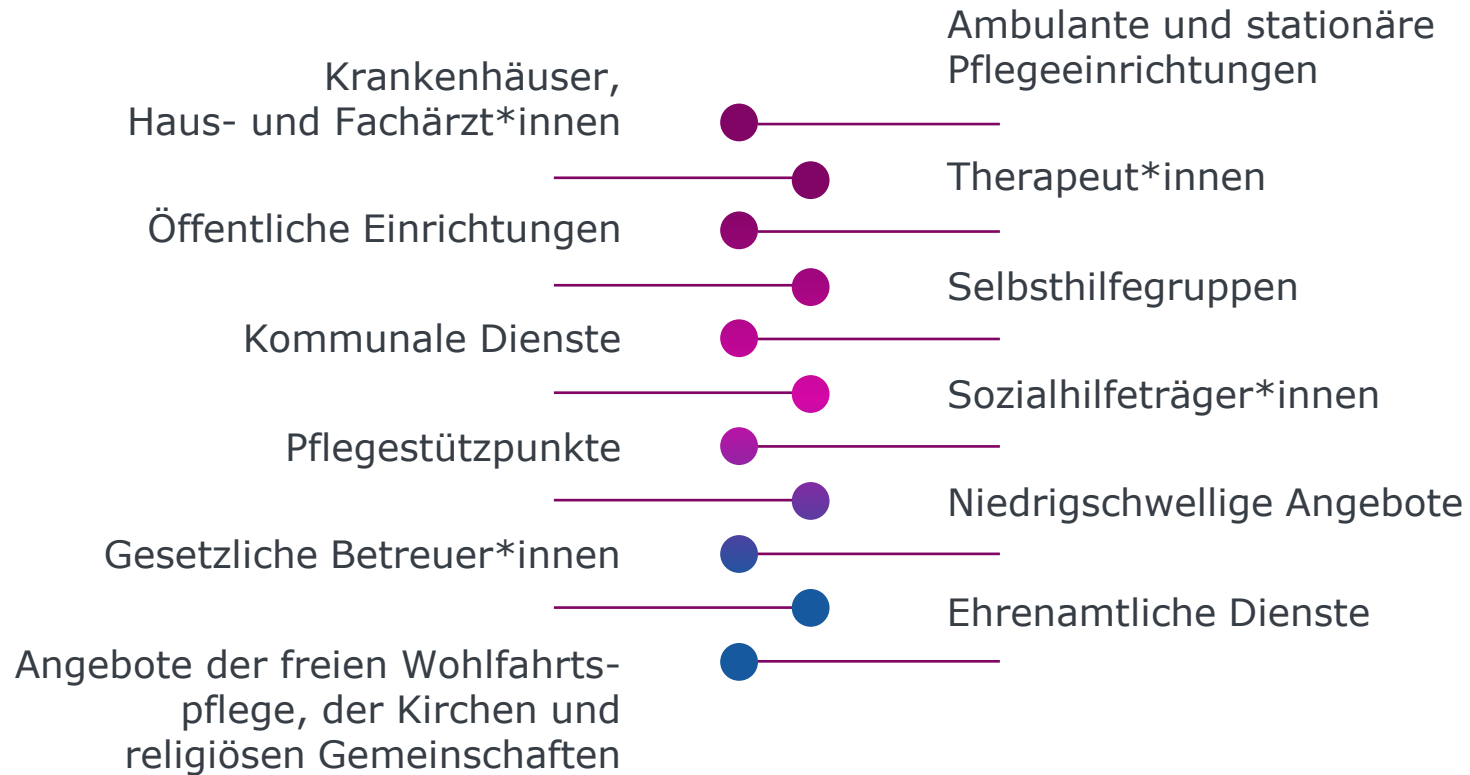 Ambulante und stationäre
Pflegeeinrichtungen
Krankenhäuser,
Haus- und Fachärzt*innen
Therapeut*innen
Öffentliche Einrichtungen
Selbsthilfegruppen
Kommunale Dienste
Sozialhilfeträger*innen
Pflegestützpunkte
Niedrigschwellige Angebote
Gesetzliche Betreuer*innen
Ehrenamtliche Dienste
Angebote der freien Wohlfahrts-
pflege, der Kirchen und
religiösen Gemeinschaften